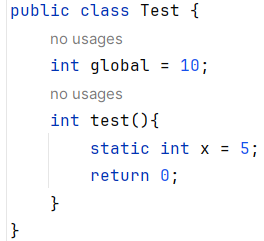 public class Test {
no usages
int global = 10;
no usages
int test(){
static int x = 5;
return 0;
}
}